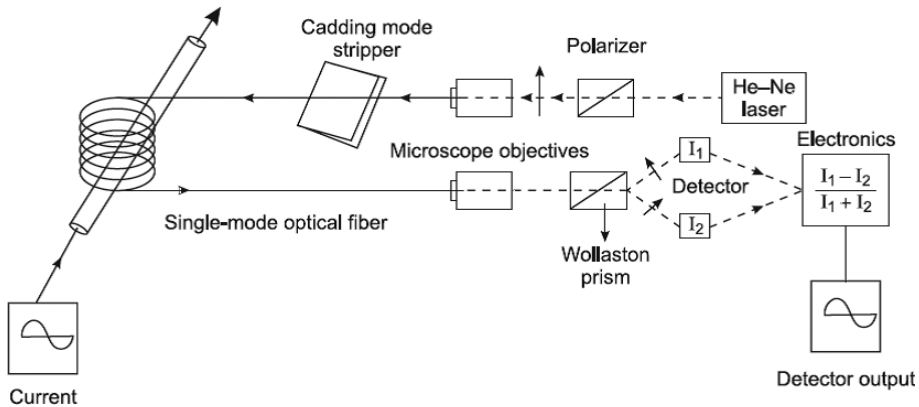 Cadding mode
stripper
Polarizer
He–Ne
laser
Microscope objectives
Electronics
I₁
Detector
I₂
I₁ – I₂
I₁ + I₂
Single-mode optical fiber
Wollaston
prism
Current
Detector output